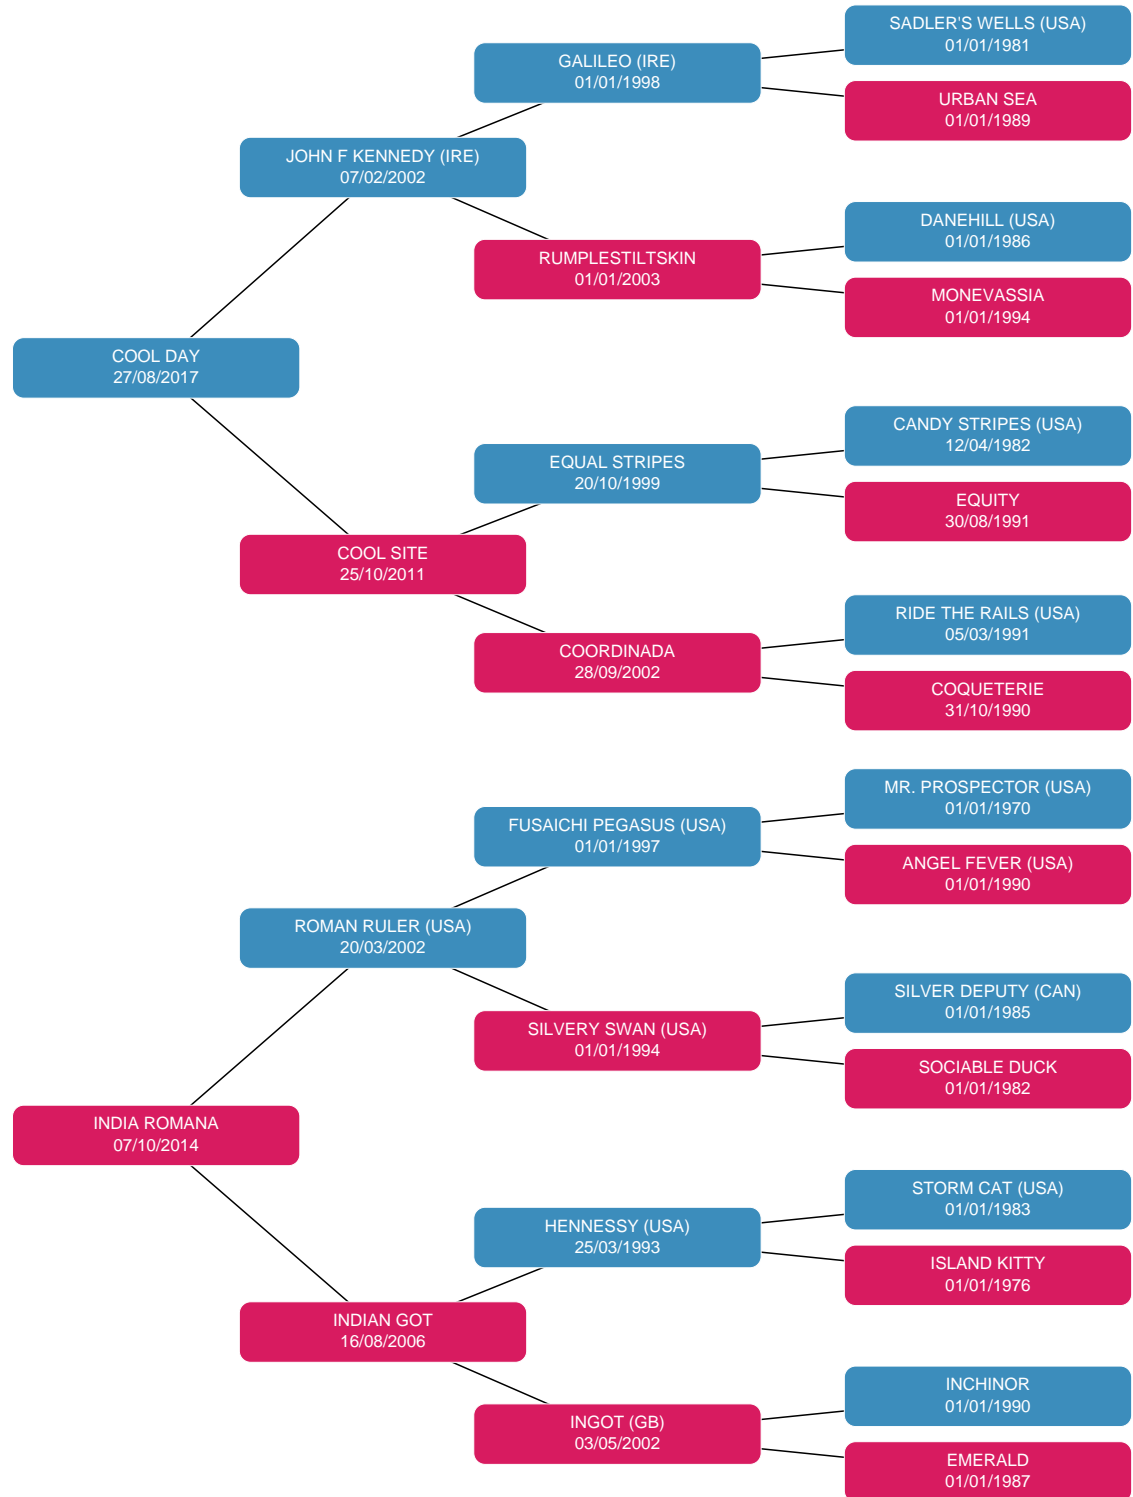 SADLER'S WELLS (USA)
01/01/1981
GALILEO (IRE)
01/01/1998
URBAN SEA
01/01/1989
JOHN F KENNEDY (IRE)
07/02/2002
DANEHILL (USA)
01/01/1986
RUMPLESTILTSKIN
01/01/2003
MONEVASSIA
01/01/1994
COOL DAY
27/08/2017
CANDY STRIPES (USA)
12/04/1982
EQUAL STRIPES
20/10/1999
EQUITY
30/08/1991
COOL SITE
25/10/2011
RIDE THE RAILS (USA)
05/03/1991
COORDINADA
28/09/2002
COQUETERIE
31/10/1990
MR. PROSPECTOR (USA)
01/01/1970
FUSAICHI PEGASUS (USA)
01/01/1997
ANGEL FEVER (USA)
01/01/1990
ROMAN RULER (USA)
20/03/2002
SILVER DEPUTY (CAN)
01/01/1985
SILVERY SWAN (USA)
01/01/1994
SOCIABLE DUCK
01/01/1982
INDIA ROMANA
07/10/2014
STORM CAT (USA)
01/01/1983
HENNESSY (USA)
25/03/1993
ISLAND KITTY
01/01/1976
INDIAN GOT
16/08/2006
INCHINOR
01/01/1990
INGOT (GB)
03/05/2002
EMERALD
01/01/1987